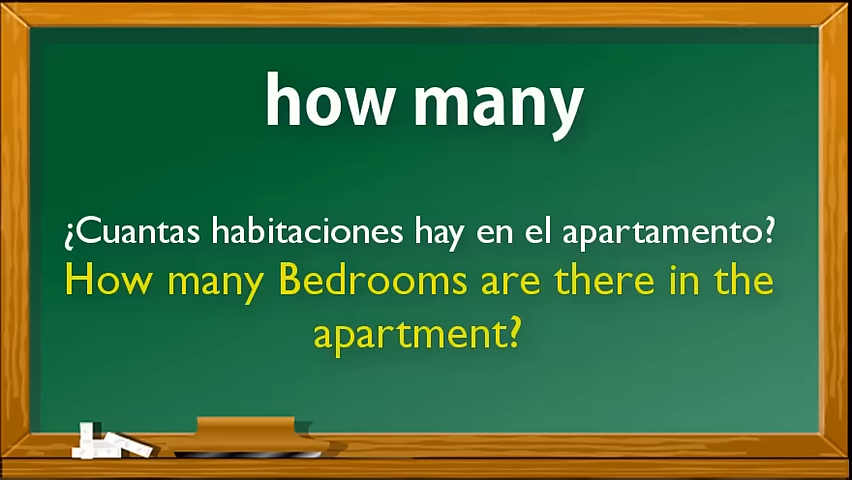 how many
¿Cuantas habitaciones hay en el apartamento?
How many Bedrooms are there in the
apartment?